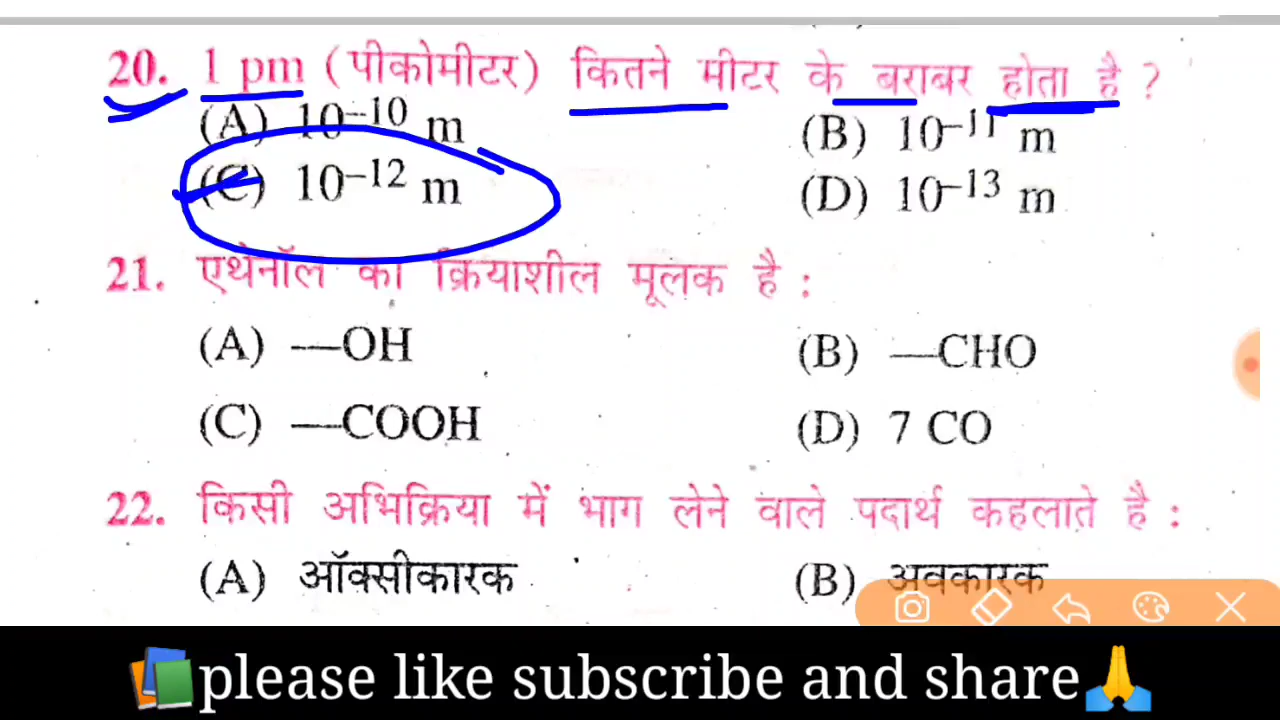 20. 1 pm (पीकोमीटर) कितने मीटर के बराबर होता है ?
(A) 10⁻¹⁰ m (B) 10⁻¹¹ m
(C) 10⁻¹² m (D) 10⁻¹³ m
21. एथेनॉल का क्रियाशील मूलक है :
(A) —OH (B) —CHO
(C) —COOH (D) 7 CO
22. किसी अभिक्रिया में भाग लेने वाले पदार्थ कहलाते है :
(A) ऑक्सीकारक (B) अवकारक
please like subscribe and share